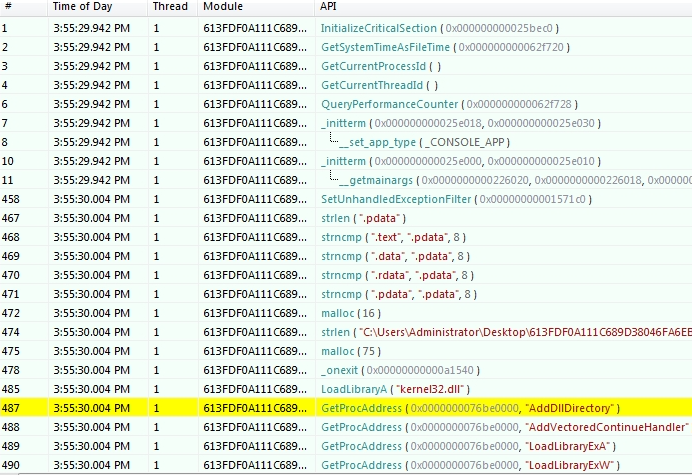 # Time of Day Thread Module API
1 3:55:29.942 PM 1 613FDF0A111C689... InitializeCriticalSection ( 0x000000000025bec0 )
2 3:55:29.942 PM 1 613FDF0A111C689... GetSystemTimeAsFileTime ( 0x000000000062f720 )
3 3:55:29.942 PM 1 613FDF0A111C689... GetCurrentProcessId ( )
4 3:55:29.942 PM 1 613FDF0A111C689... GetCurrentThreadId ( )
6 3:55:29.942 PM 1 613FDF0A111C689... QueryPerformanceCounter ( 0x000000000062f728 )
7 3:55:29.942 PM 1 613FDF0A111C689... _initterm ( 0x000000000025e018, 0x000000000025e030 )
8 3:55:29.942 PM 1 613FDF0A111C689... __set_app_type ( _CONSOLE_APP )
10 3:55:29.942 PM 1 613FDF0A111C689... _initterm ( 0x000000000025e000, 0x000000000025e010 )
11 3:55:29.942 PM 1 613FDF0A111C689... __getmainargs ( 0x0000000000226020, 0x0000000000226018, 0x00000
458 3:55:30.004 PM 1 613FDF0A111C689... SetUnhandledExceptionFilter ( 0x00000000001571c0 )
467 3:55:30.004 PM 1 613FDF0A111C689... strlen ( ".pdata" )
468 3:55:30.004 PM 1 613FDF0A111C689... strncmp ( ".text", ".pdata", 8 )
469 3:55:30.004 PM 1 613FDF0A111C689... strncmp ( ".data", ".pdata", 8 )
470 3:55:30.004 PM 1 613FDF0A111C689... strncmp ( ".rdata", ".pdata", 8 )
471 3:55:30.004 PM 1 613FDF0A111C689... strncmp ( ".pdata", ".pdata", 8 )
472 3:55:30.004 PM 1 613FDF0A111C689... malloc ( 16 )
474 3:55:30.004 PM 1 613FDF0A111C689... strlen ( "C:\Users\Administrator\Desktop\613FDF0A111C689D38046FA6EE
475 3:55:30.004 PM 1 613FDF0A111C689... malloc ( 75 )
478 3:55:30.004 PM 1 613FDF0A111C689... _onexit ( 0x00000000000a1540 )
485 3:55:30.004 PM 1 613FDF0A111C689... LoadLibraryA ( "kernel32.dll" )
487 3:55:30.004 PM 1 613FDF0A111C689... GetProcAddress ( 0x0000000076be0000, "AddDllDirectory" )
488 3:55:30.004 PM 1 613FDF0A111C689... GetProcAddress ( 0x0000000076be0000, "AddVectoredContinueHandler"
489 3:55:30.004 PM 1 613FDF0A111C689... GetProcAddress ( 0x0000000076be0000, "LoadLibraryExA" )
490 3:55:30.004 PM 1 613FDF0A111C689... GetProcAddress ( 0x0000000076be0000, "LoadLibraryExW" )